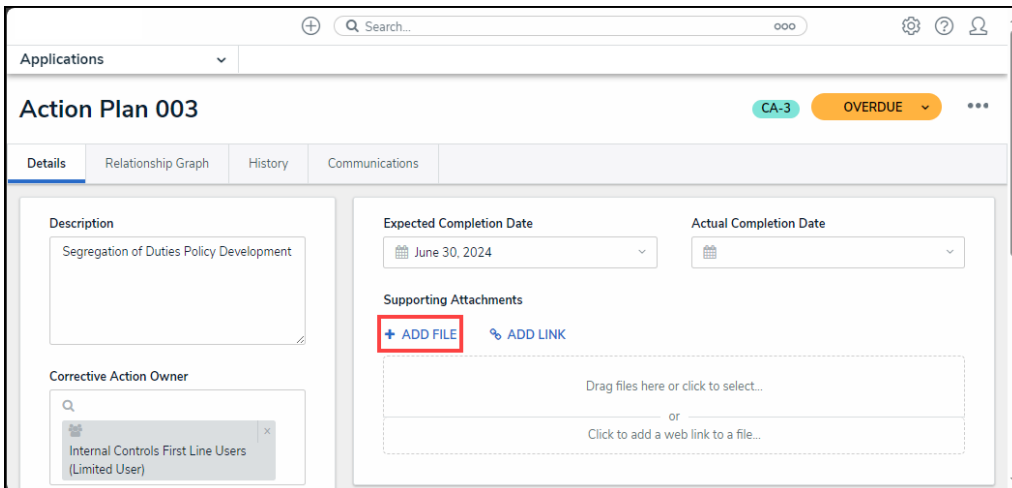 Search...
Applications
Action Plan 003
CA-3
OVERDUE
Details
Relationship Graph
History
Communications
Description
Segregation of Duties Policy Development
Corrective Action Owner
Internal Controls First Line Users
(Limited User)
Expected Completion Date
June 30, 2024
Actual Completion Date
Supporting Attachments
+ ADD FILE
ADD LINK
Drag files here or click to select...
or
Click to add a web link to a file...